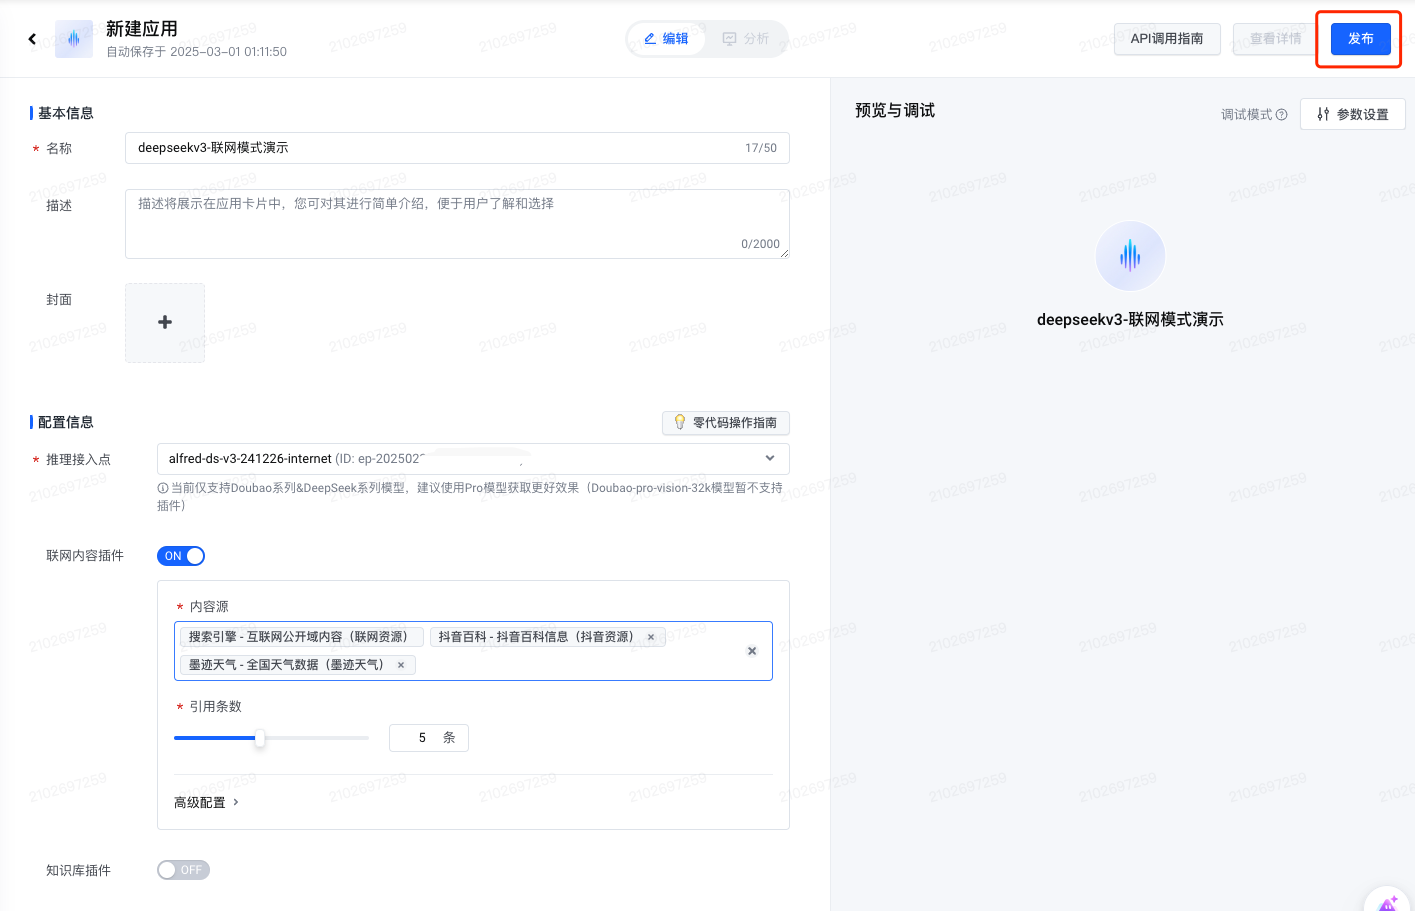 新建应用
自动保存于 2025-03-01 01:11:50
编辑
分析
API调用指南
查看详情
发布
基本信息
* 名称
deepseekv3-联网模式演示
17/50
描述
描述将展示在应用卡片中，您可对其进行简单介绍，便于用户了解和选择
0/2000
封面
配置信息
零代码操作指南
* 推理接入点
alfred-ds-v3-241226-internet (ID: ep-2025022
当前仅支持Doubao系列&DeepSeek系列模型，建议使用Pro模型获取更好效果（Doubao-pro-vision-32k模型暂不支持
插件）
联网内容插件
ON
* 内容源
搜索引擎 - 互联网公开域内容（联网资源）
抖音百科 - 抖音百科信息（抖音资源） ×
墨迹天气 - 全国天气数据（墨迹天气） ×
* 引用条数
5 条
高级配置
知识库插件
OFF
预览与调试
调试模式
参数设置
deepseekv3-联网模式演示
2102697259